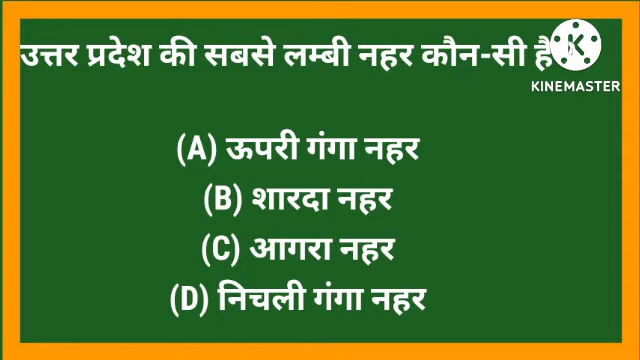 उत्तर प्रदेश की सबसे लम्बी नहर कौन-सी है
KINEMASTER
(A) ऊपरी गंगा नहर
(B) शारदा नहर
(C) आगरा नहर
(D) निचली गंगा नहर